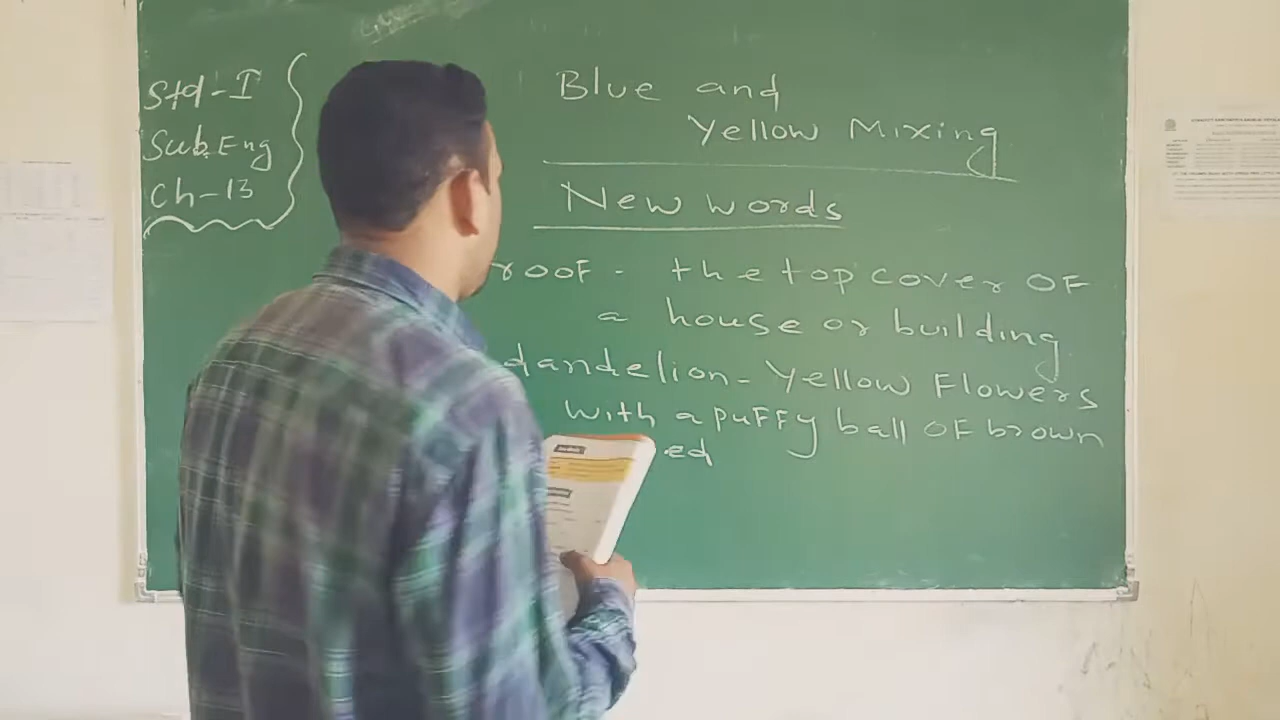 Std-I
Sub. Eng
Ch-13
Blue and
Yellow Mixing
New words
roof - the top cover of
a house or building
dandelion - Yellow Flowers
with a puffy ball of brown